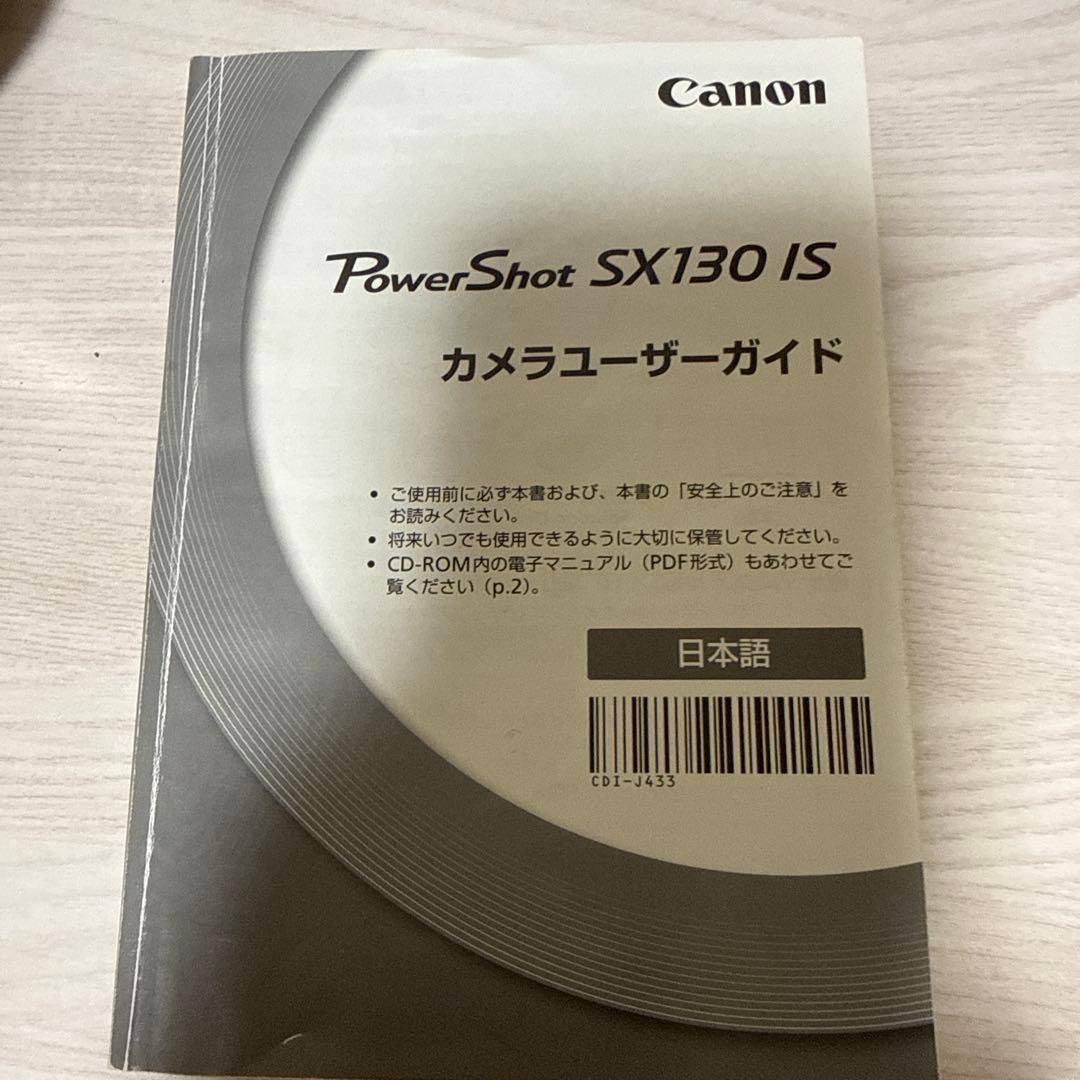 Canon
PowerShot SX130 IS
カメラユーザーガイド
• ご使用前に必ず本書および、本書の「安全上のご注意」を
お読みください。
• 将来いつでも使用できるように大切に保管してください。
• CD-ROM内の電子マニュアル（PDF形式）もあわせてご
覧ください（p.2）。
日本語
CDI-J433